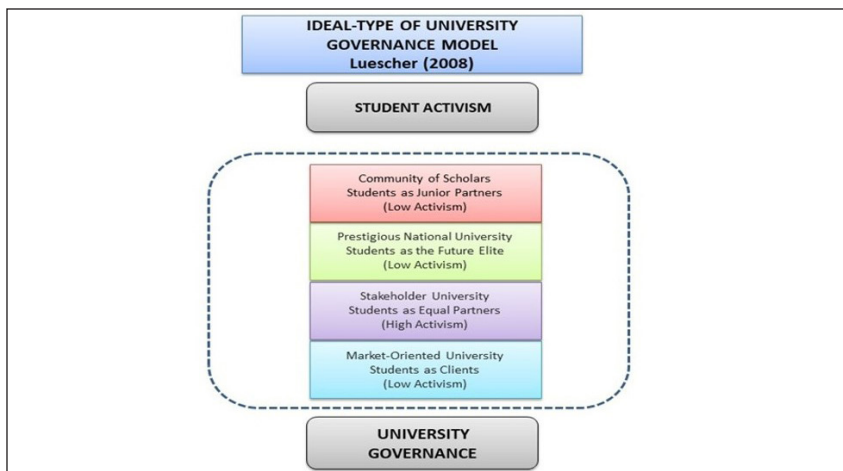 IDEAL-TYPE OF UNIVERSITY
GOVERNANCE MODEL
Luescher (2008)
STUDENT ACTIVISM
Community of Scholars
Students as Junior Partners
(Low Activism)
Prestigious National University
Students as the Future Elite
(Low Activism)
Stakeholder University
Students as Equal Partners
(High Activism)
Market-Oriented University
Students as Clients
(Low Activism)
UNIVERSITY
GOVERNANCE